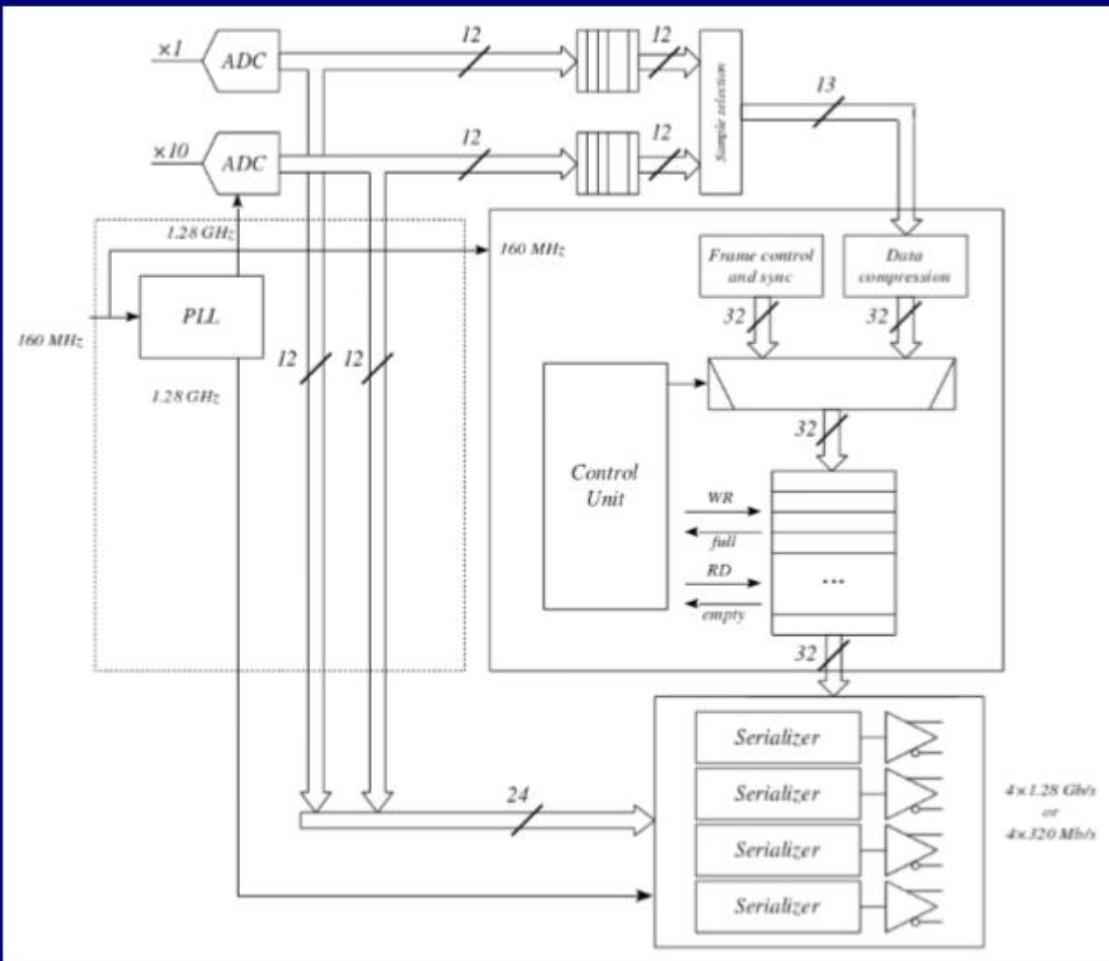 ×1
ADC
12
12
Sample selection
13
×10
ADC
12
12
1.28 GHz
160 MHz
PLL
160 MHz
1.28 GHz
12
12
Frame control
and sync
Data
compression
32
32
32
Control
Unit
WR
full
RD
empty
...
32
24
Serializer
Serializer
Serializer
Serializer
4×1.28 Gb/s
or
4×320 Mb/s